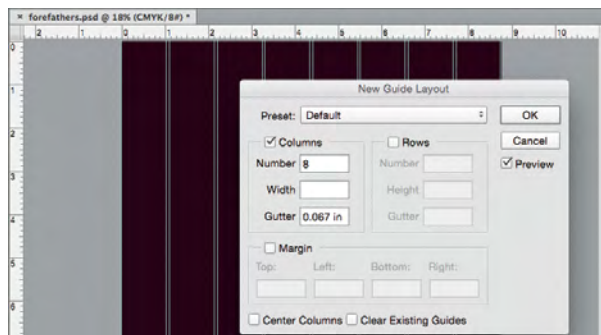 × forefathers.psd @ 18% (CMYK/8#) *
2 1 0 1 2 3 4 5 6 7 8 9 10
0
1
2
3
4
5
6
New Guide Layout
Preset: Default
OK
Columns
Rows
Cancel
Number 8
Number
Preview
Width
Height
Gutter 0.067 in
Gutter
Margin
Top: Left: Bottom: Right:
Center Columns Clear Existing Guides